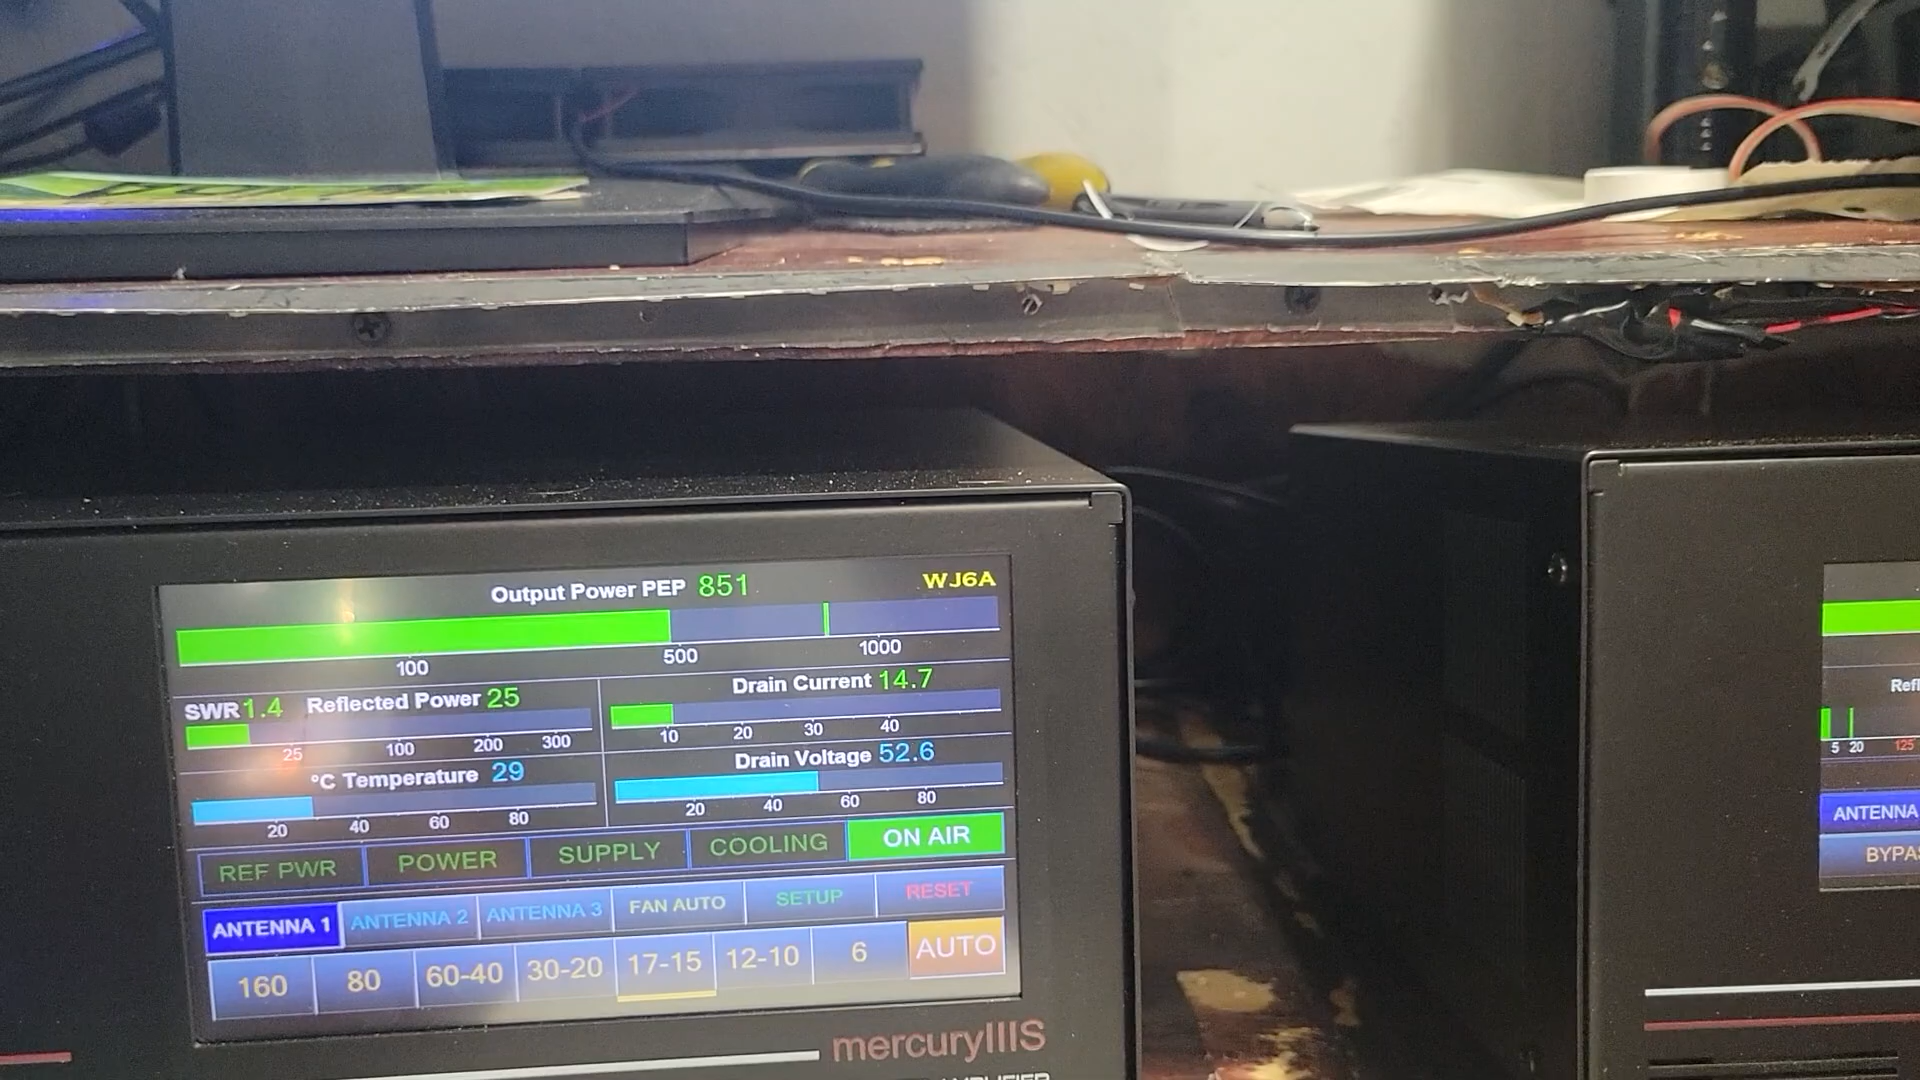 Output Power PEP 851
WJ6A
100 500 1000
SWR 1.4 Reflected Power 25
25 100 200 300
Drain Current 14.7
10 20 30 40
°C Temperature 29
20 40 60 80
Drain Voltage 52.6
20 40 60 80
REF PWR POWER SUPPLY COOLING ON AIR
ANTENNA 1 ANTENNA 2 ANTENNA 3 FAN AUTO SETUP RESET
160 80 60-40 30-20 17-15 12-10 6 AUTO
mercuryIIIS
Refl
5 20 125
ANTENNA
BYPAS